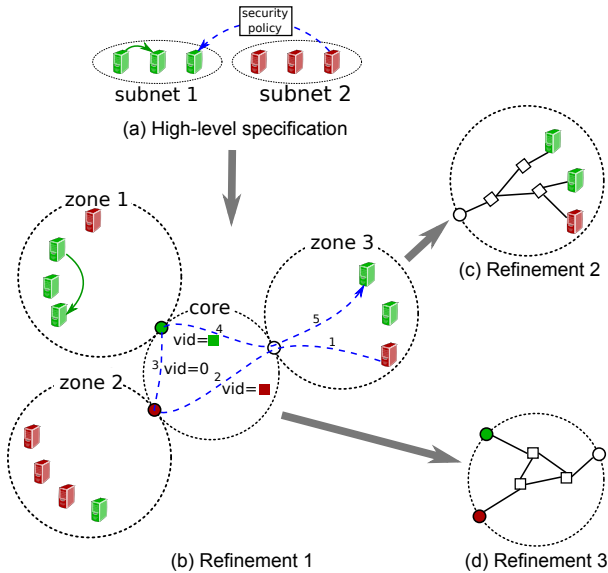 security
policy
subnet 1
subnet 2
(a) High-level specification
zone 1
zone 3
(c) Refinement 2
core
4
5
vid=
1
3
vid=0
2
vid=
zone 2
(b) Refinement 1
(d) Refinement 3